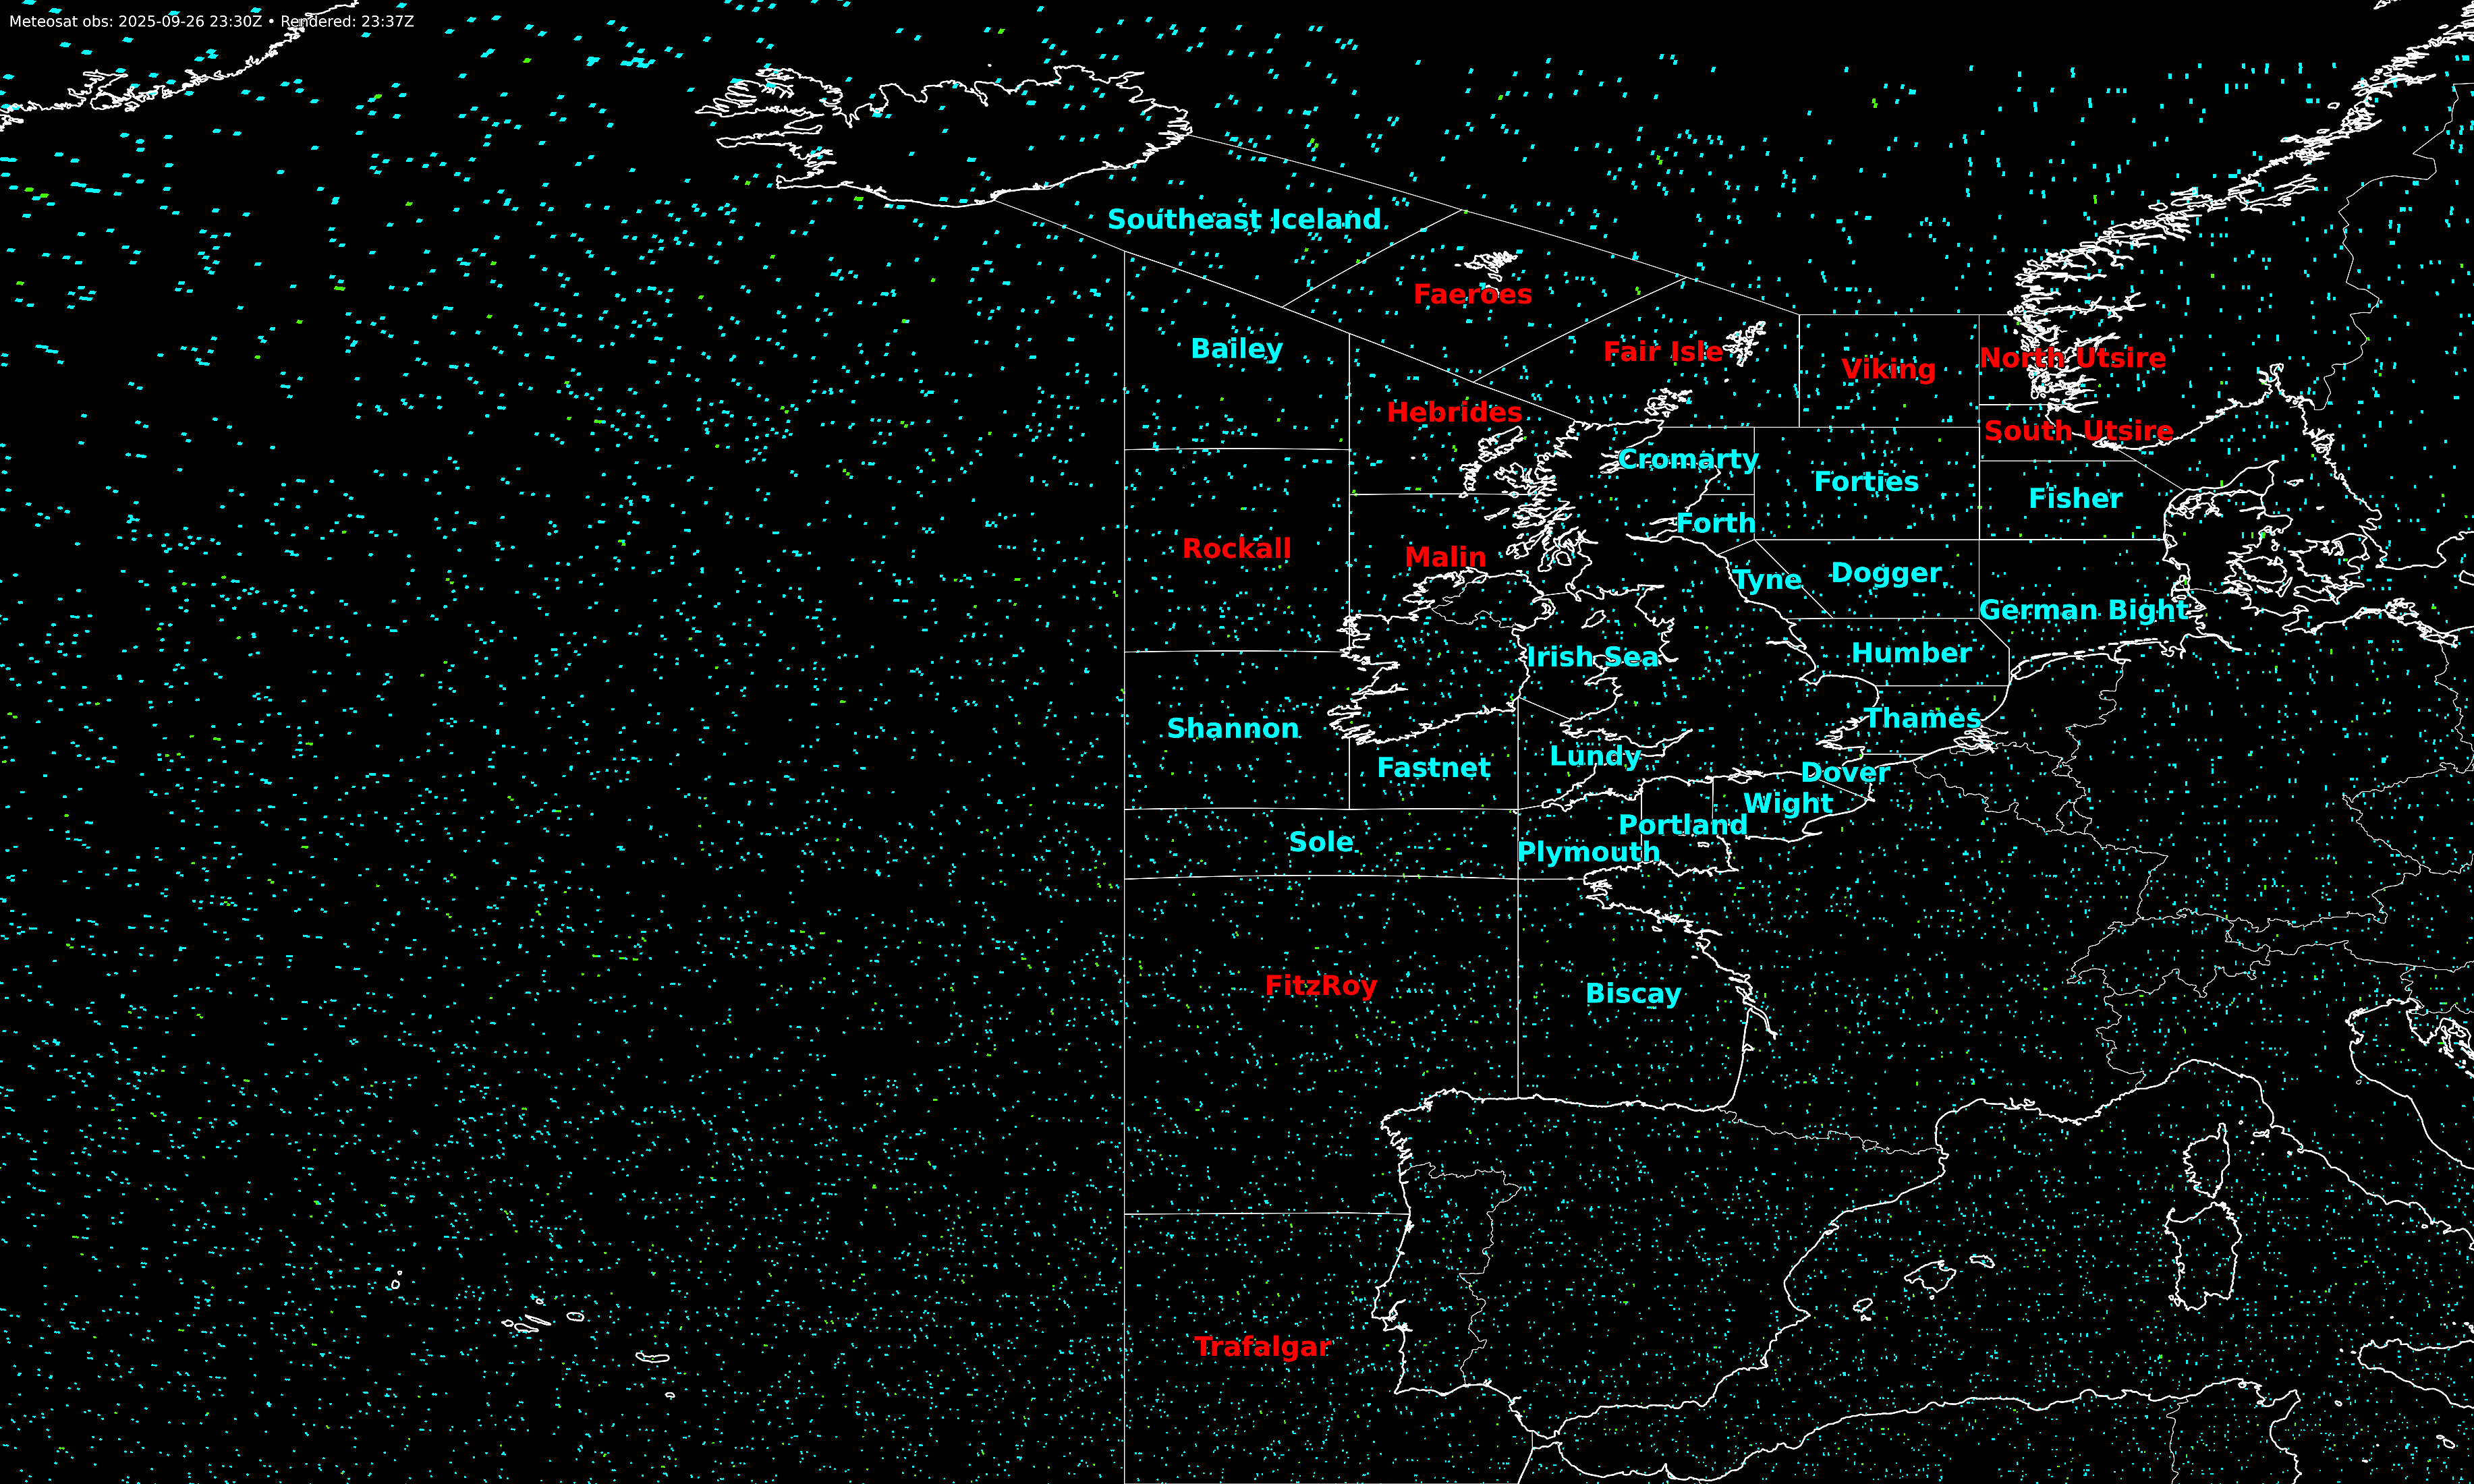 Meteosat obs: 2025-09-26 23:30Z • Rendered: 23:37Z
Southeast Iceland
Faeroes
Bailey
Fair Isle
Viking
North Utsire
Hebrides
South Utsire
Cromarty
Forties
Fisher
Forth
Rockall
Malin
Tyne
Dogger
German Bight
Irish Sea
Humber
Shannon
Thames
Fastnet
Lundy
Dover
Wight
Portland
Sole
Plymouth
FitzRoy
Biscay
Trafalgar